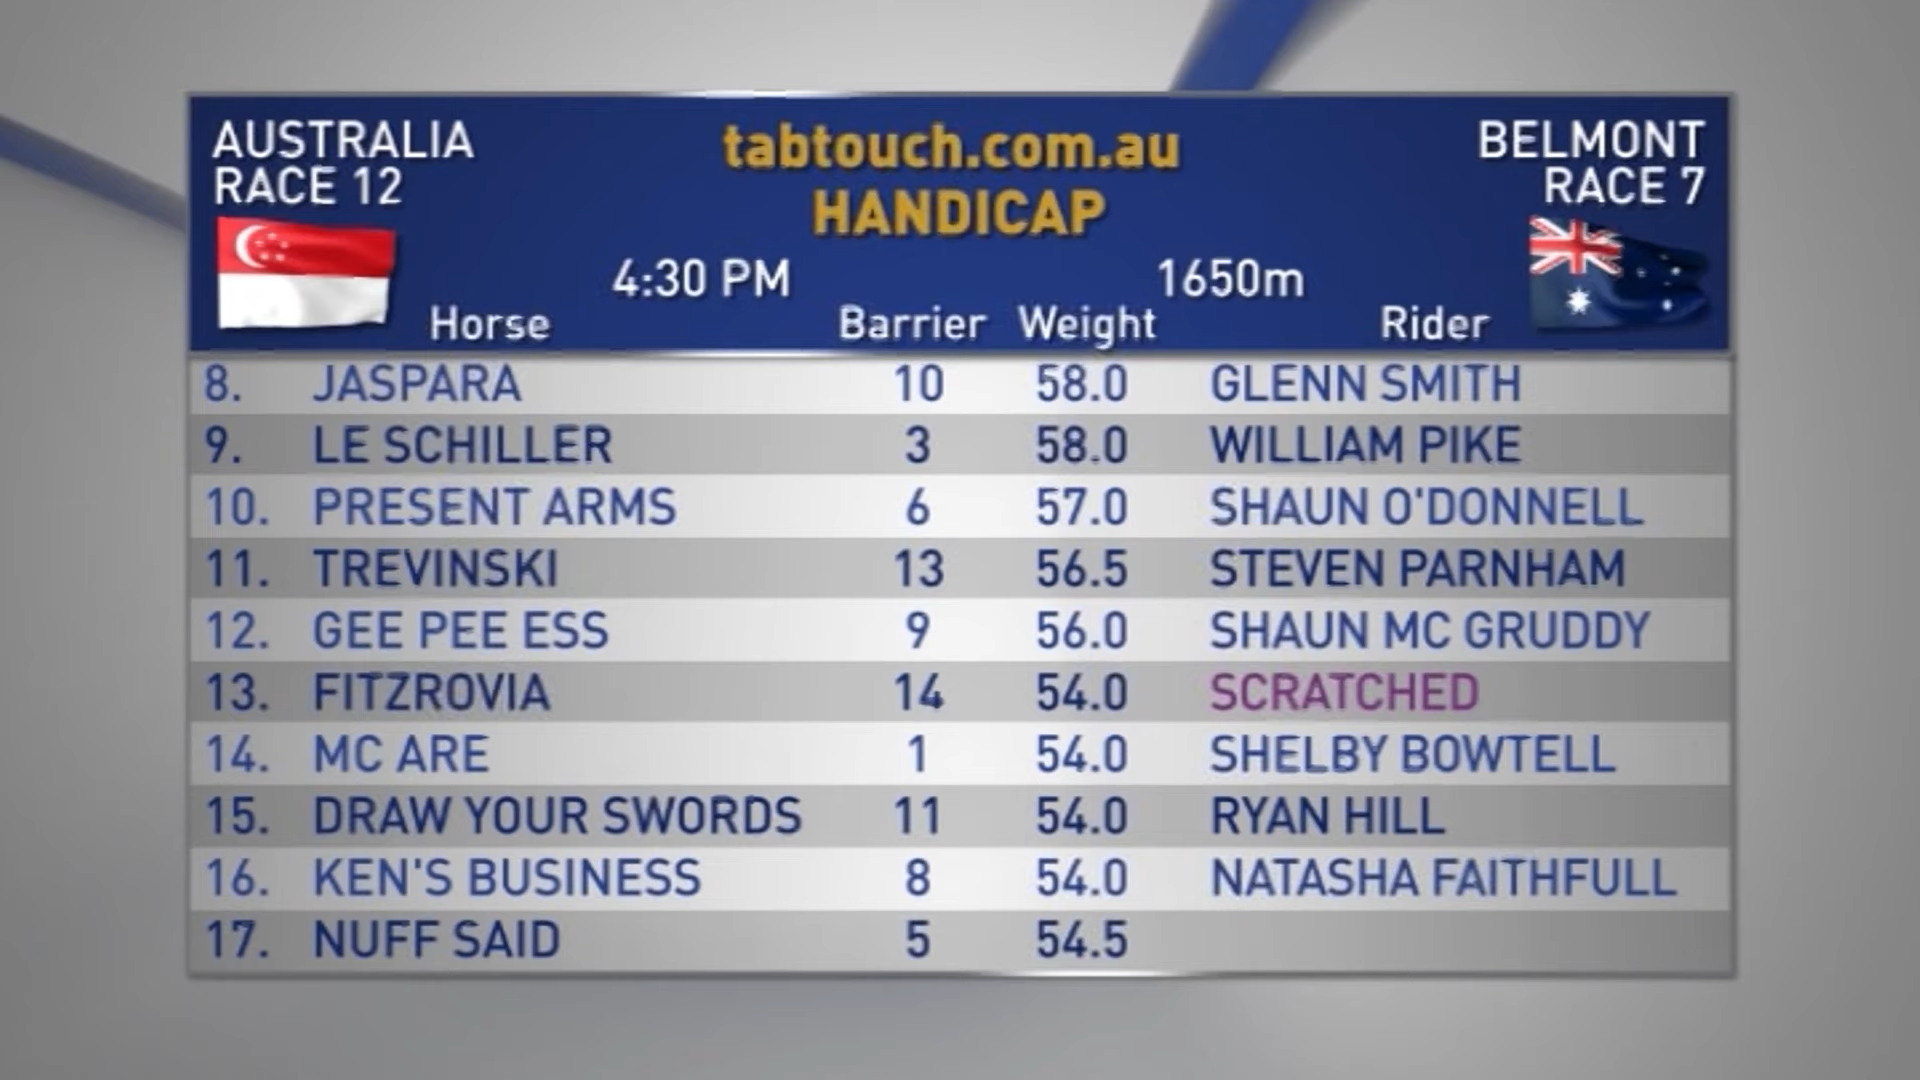 AUSTRALIA
RACE 12
tabtouch.com.au
HANDICAP
BELMONT
RACE 7
4:30 PM 1650m
Horse Barrier Weight Rider
8. JASPARA 10 58.0 GLENN SMITH
9. LE SCHILLER 3 58.0 WILLIAM PIKE
10. PRESENT ARMS 6 57.0 SHAUN O'DONNELL
11. TREVINSKI 13 56.5 STEVEN PARNHAM
12. GEE PEE ESS 9 56.0 SHAUN MC GRUDDY
13. FITZROVIA 14 54.0 SCRATCHED
14. MC ARE 1 54.0 SHELBY BOWTELL
15. DRAW YOUR SWORDS 11 54.0 RYAN HILL
16. KEN'S BUSINESS 8 54.0 NATASHA FAITHFULL
17. NUFF SAID 5 54.5